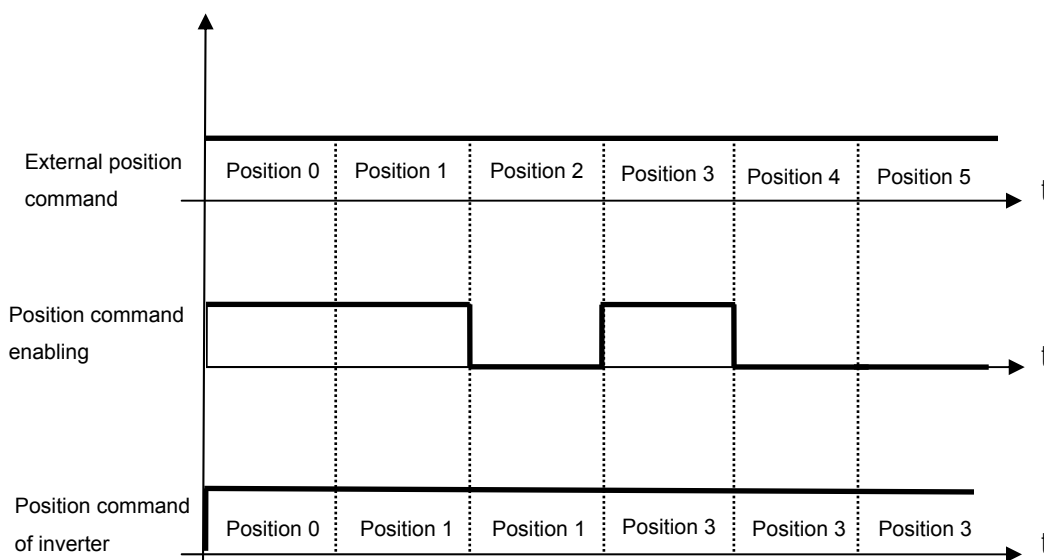 External position
command
Position 0 Position 1 Position 2 Position 3 Position 4 Position 5
t
Position command
enabling
t
Position command
of inverter
Position 0 Position 1 Position 1 Position 3 Position 3 Position 3
t